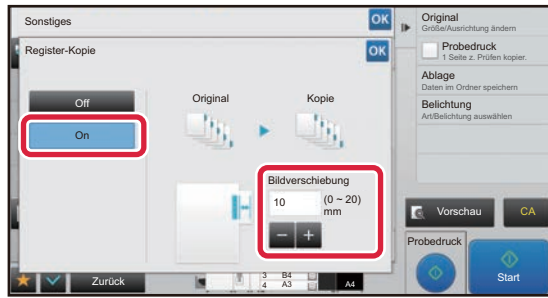 Sonstiges
OK
Register-Kopie
OK
Off
On
Original
Kopie
Bildverschiebung
10
(0 ~ 20)
mm
Zurück
3 B4
4 A3
A4
Original
Größe/Ausrichtung ändern
Probedruck
1 Seite z. Prüfen kopier.
Ablage
Daten im Ordner speichern
Belichtung
Art/Belichtung auswählen
Vorschau
CA
Probedruck
Start